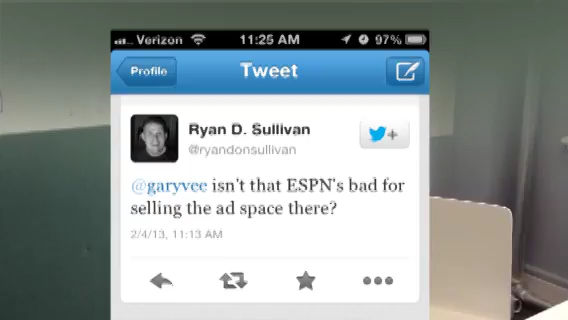 Verizon 11:25 AM 97%
Profile Tweet
Ryan D. Sullivan
@ryandonsullivan
@garyvee isn't that ESPN's bad for
selling the ad space there?
2/4/13, 11:13 AM